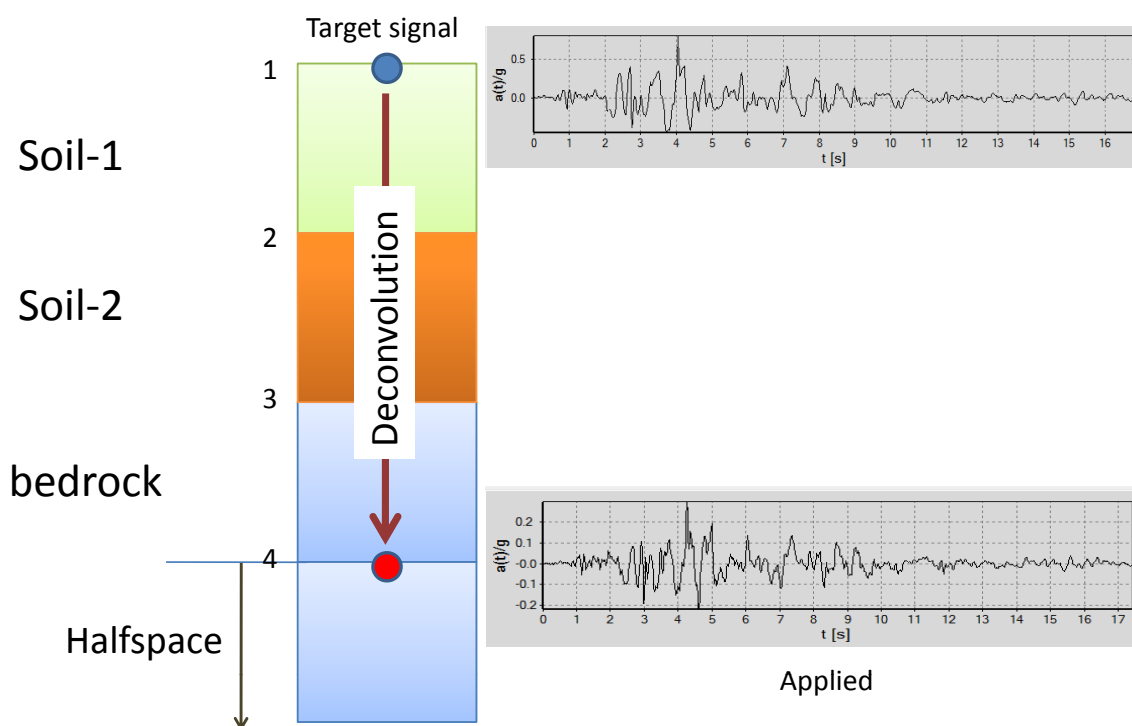 Target signal
1
Soil-1
2
Soil-2
3
bedrock
4
Halfspace
Deconvolution
a(t)/g
0.5
0.0
0 1 2 3 4 5 6 7 8 9 10 11 12 13 14 15 16
t [s]
a(t)/g
0.2
0.1
-0.0
-0.1
-0.2
0 1 2 3 4 5 6 7 8 9 10 11 12 13 14 15 16 17
t [s]
Applied